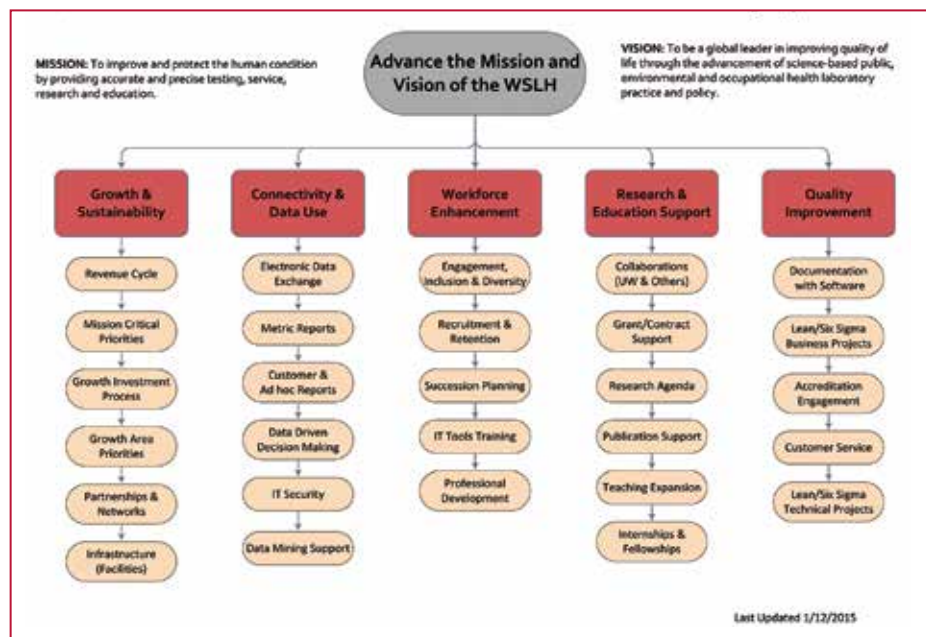 MISSION: To improve and protect the human condition
by providing accurate and precise testing, service,
research and education.
Advance the Mission and
Vision of the WSLH
VISION: To be a global leader in improving quality of
life through the advancement of science-based public,
environmental and occupational health laboratory
practice and policy.
Growth &
Sustainability
Revenue Cycle
Mission Critical
Priorities
Growth Investment
Process
Growth Area
Priorities
Partnerships &
Networks
Infrastructure
(Facilities)
Connectivity &
Data Use
Electronic Data
Exchange
Metric Reports
Customer &
Ad hoc Reports
Data Driven
Decision Making
IT Security
Data Mining Support
Workforce
Enhancement
Engagement,
Inclusion & Diversity
Recruitment &
Retention
Succession Planning
IT Tools Training
Professional
Development
Research &
Education Support
Collaborations
(UW & Others)
Grant/Contract
Support
Research Agenda
Publication Support
Teaching Expansion
Internships &
Fellowships
Quality
Improvement
Documentation
with Software
Lean/Six Sigma
Business Projects
Accreditation
Engagement
Customer Service
Lean/Six Sigma
Technical Projects
Last Updated 1/12/2015